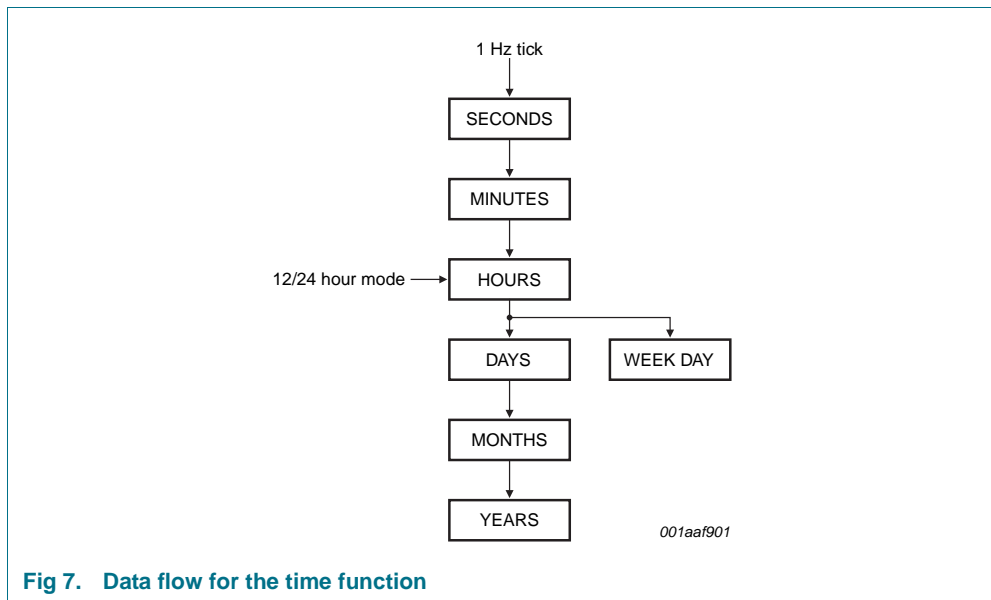 1 Hz tick
SECONDS
MINUTES
12/24 hour mode
HOURS
DAYS
WEEK DAY
MONTHS
YEARS
001aaf901
Fig 7. Data flow for the time function